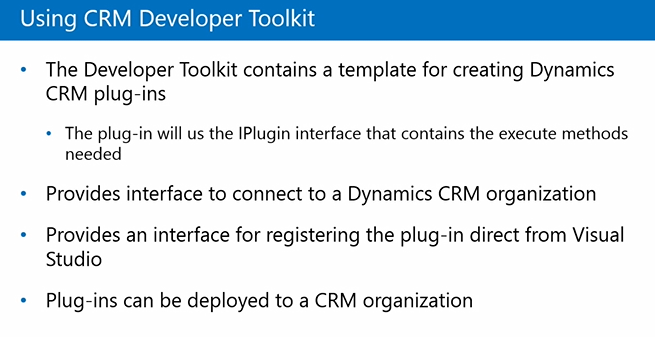 Using CRM Developer Toolkit
• The Developer Toolkit contains a template for creating Dynamics
CRM plug-ins
• The plug-in will us the IPlugin interface that contains the execute methods
needed
• Provides interface to connect to a Dynamics CRM organization
• Provides an interface for registering the plug-in direct from Visual
Studio
• Plug-ins can be deployed to a CRM organization